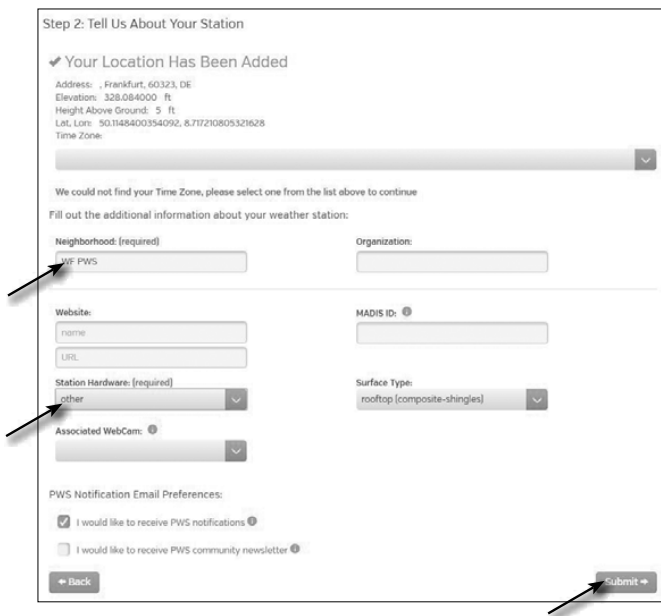 Step 2: Tell Us About Your Station
Your Location Has Been Added
Address: , Frankfurt, 60323, DE
Elevation: 328.084000 ft
Height Above Ground: 5 ft
Lat, Lon: 50.1148400354092, 8.717210805321628
Time Zone:
We could not find your Time Zone, please select one from the list above to continue
Fill out the additional information about your weather station:
Neighborhood: (required) Organization:
WF PWS
Website: MADIS ID:
name
URL
Station Hardware: (required) Surface Type:
other rooftop (composite-shingles)
Associated WebCam:
PWS Notification Email Preferences:
I would like to receive PWS notifications
I would like to receive PWS community newsletter
Back Submit